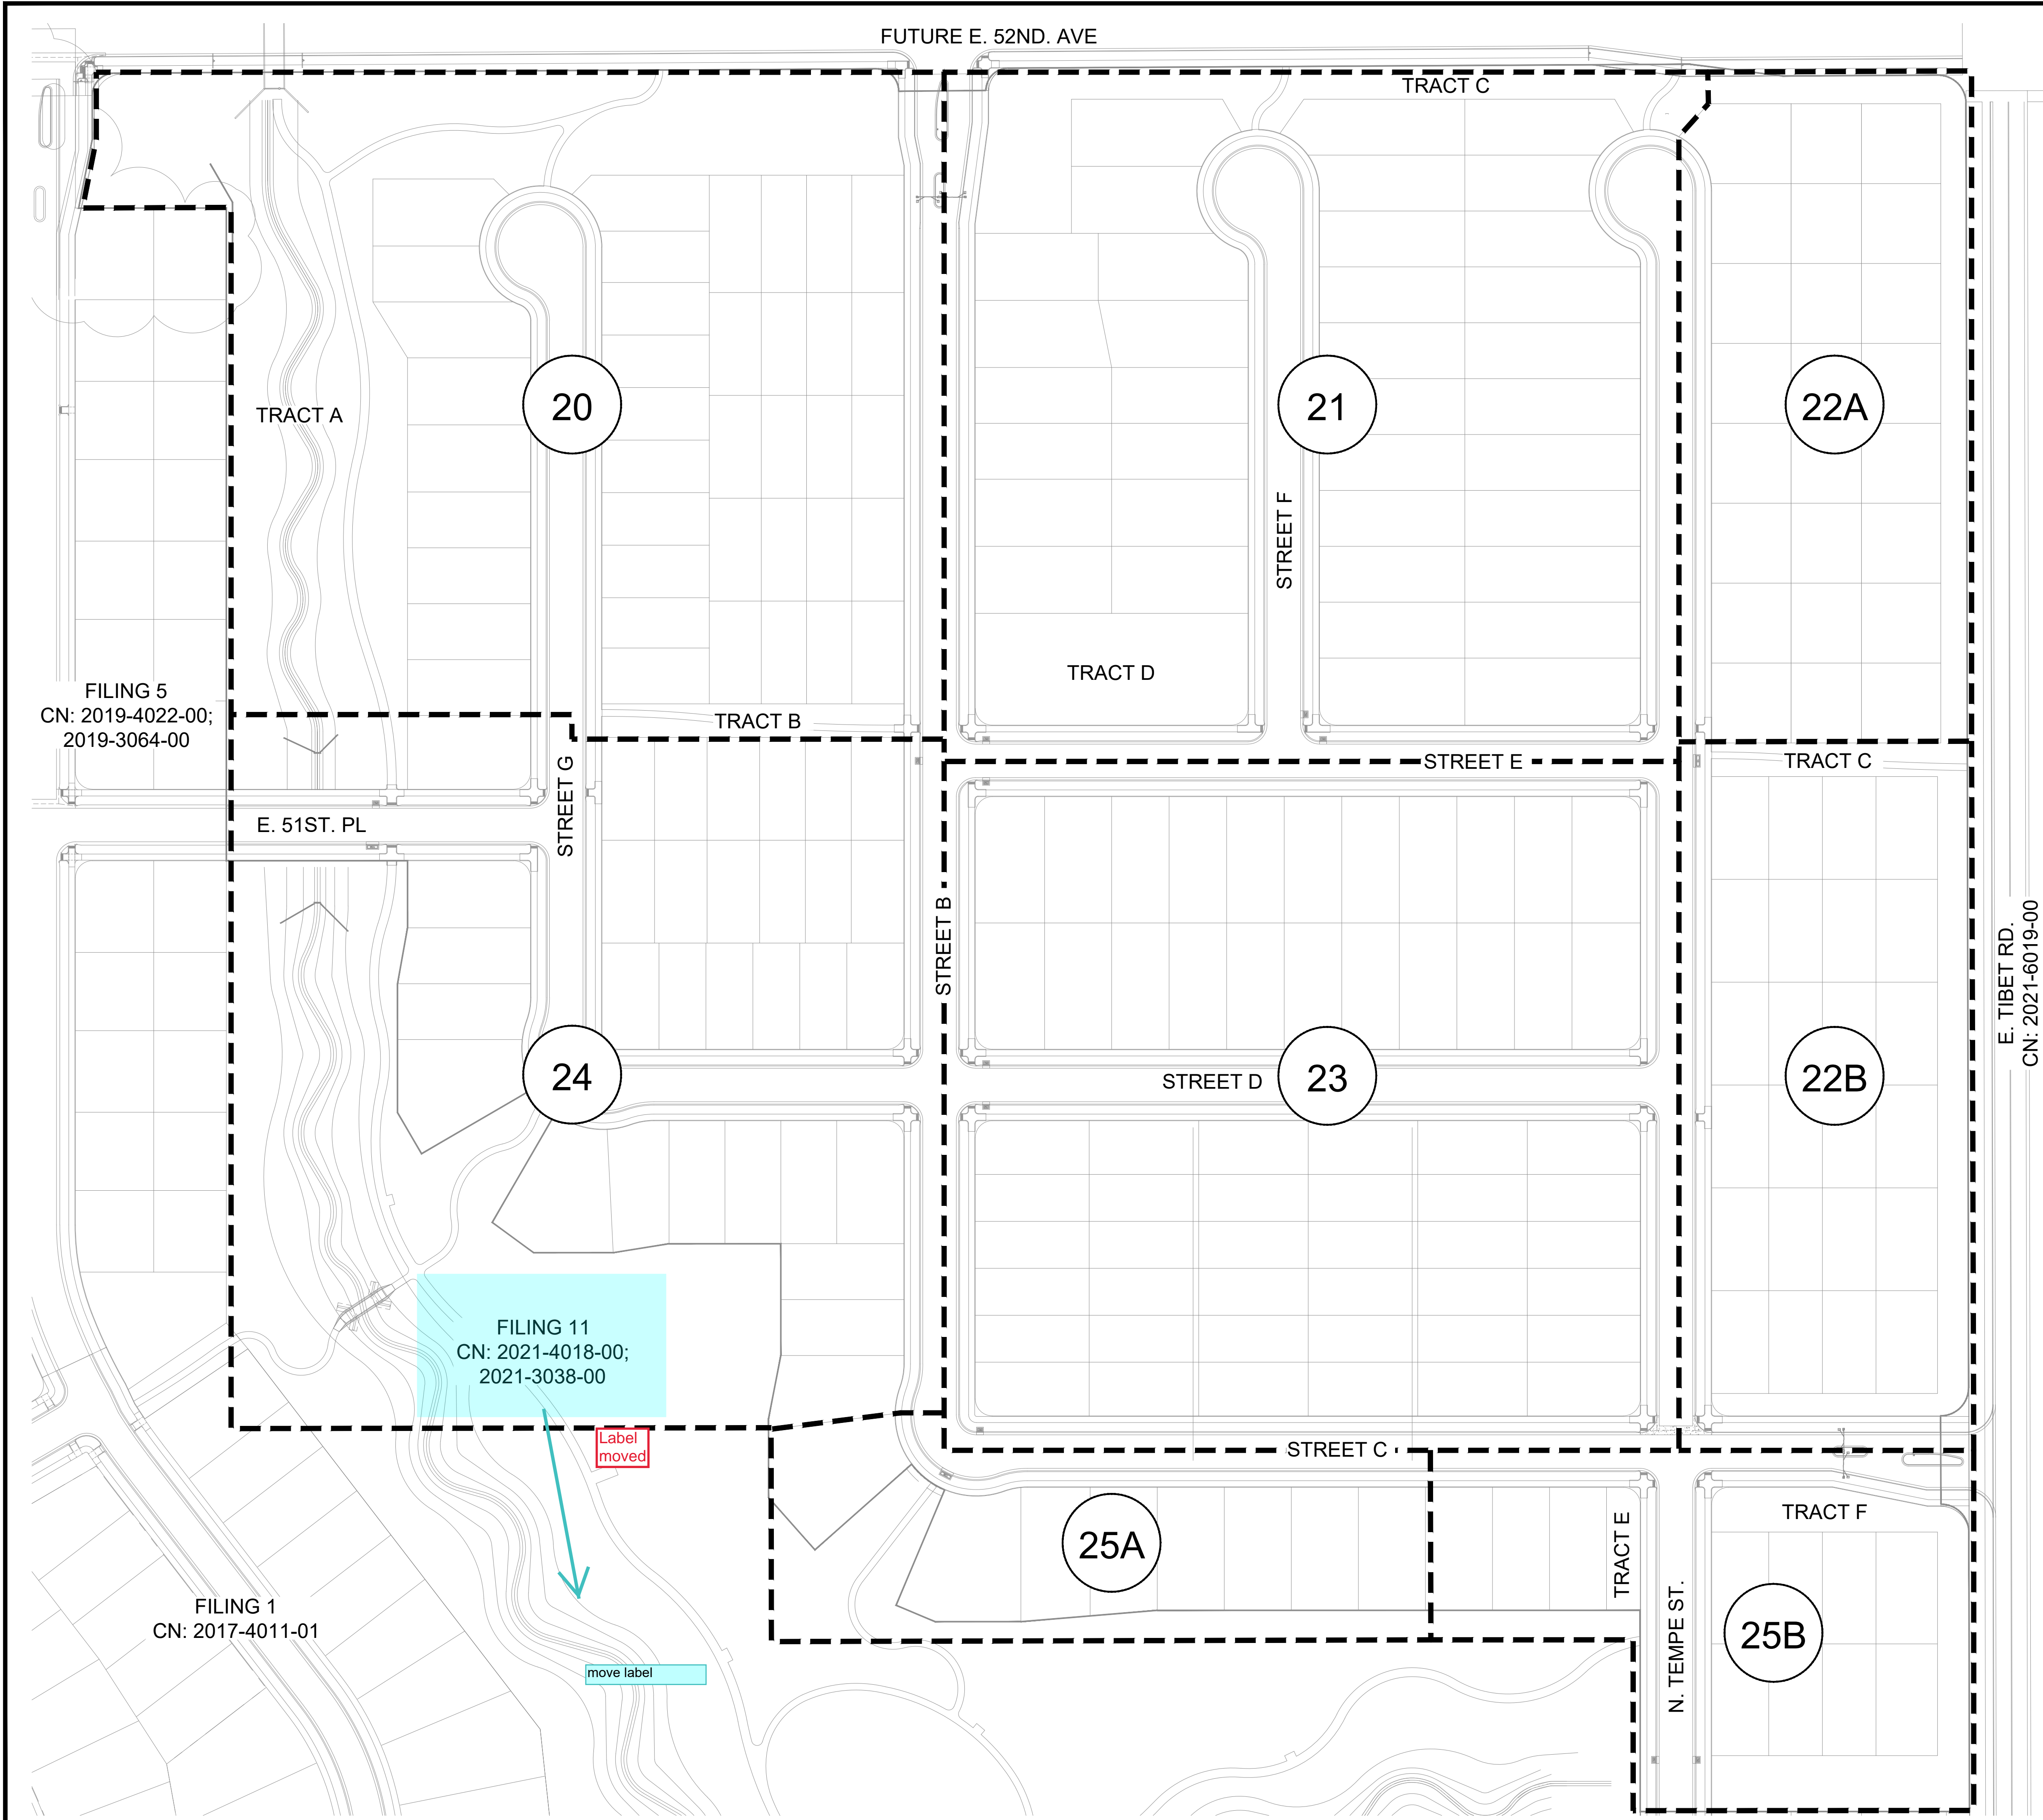 FUTURE E. 52ND. AVE
TRACT C
20
21
22A
TRACT A
STREET F
TRACT D
FILING 5
CN: 2019-4022-00;
2019-3064-00
TRACT B
STREET E
TRACT C
STREET G
E. 51ST. PL
STREET B
E. TIBET RD.
CN: 2021-6019-00
24
STREET D
23
22B
FILING 11
CN: 2021-4018-00;
2021-3038-00
Label
moved
STREET C
25A
TRACT E
TRACT F
FILING 1
CN: 2017-4011-01
N. TEMPE ST.
25B
move label